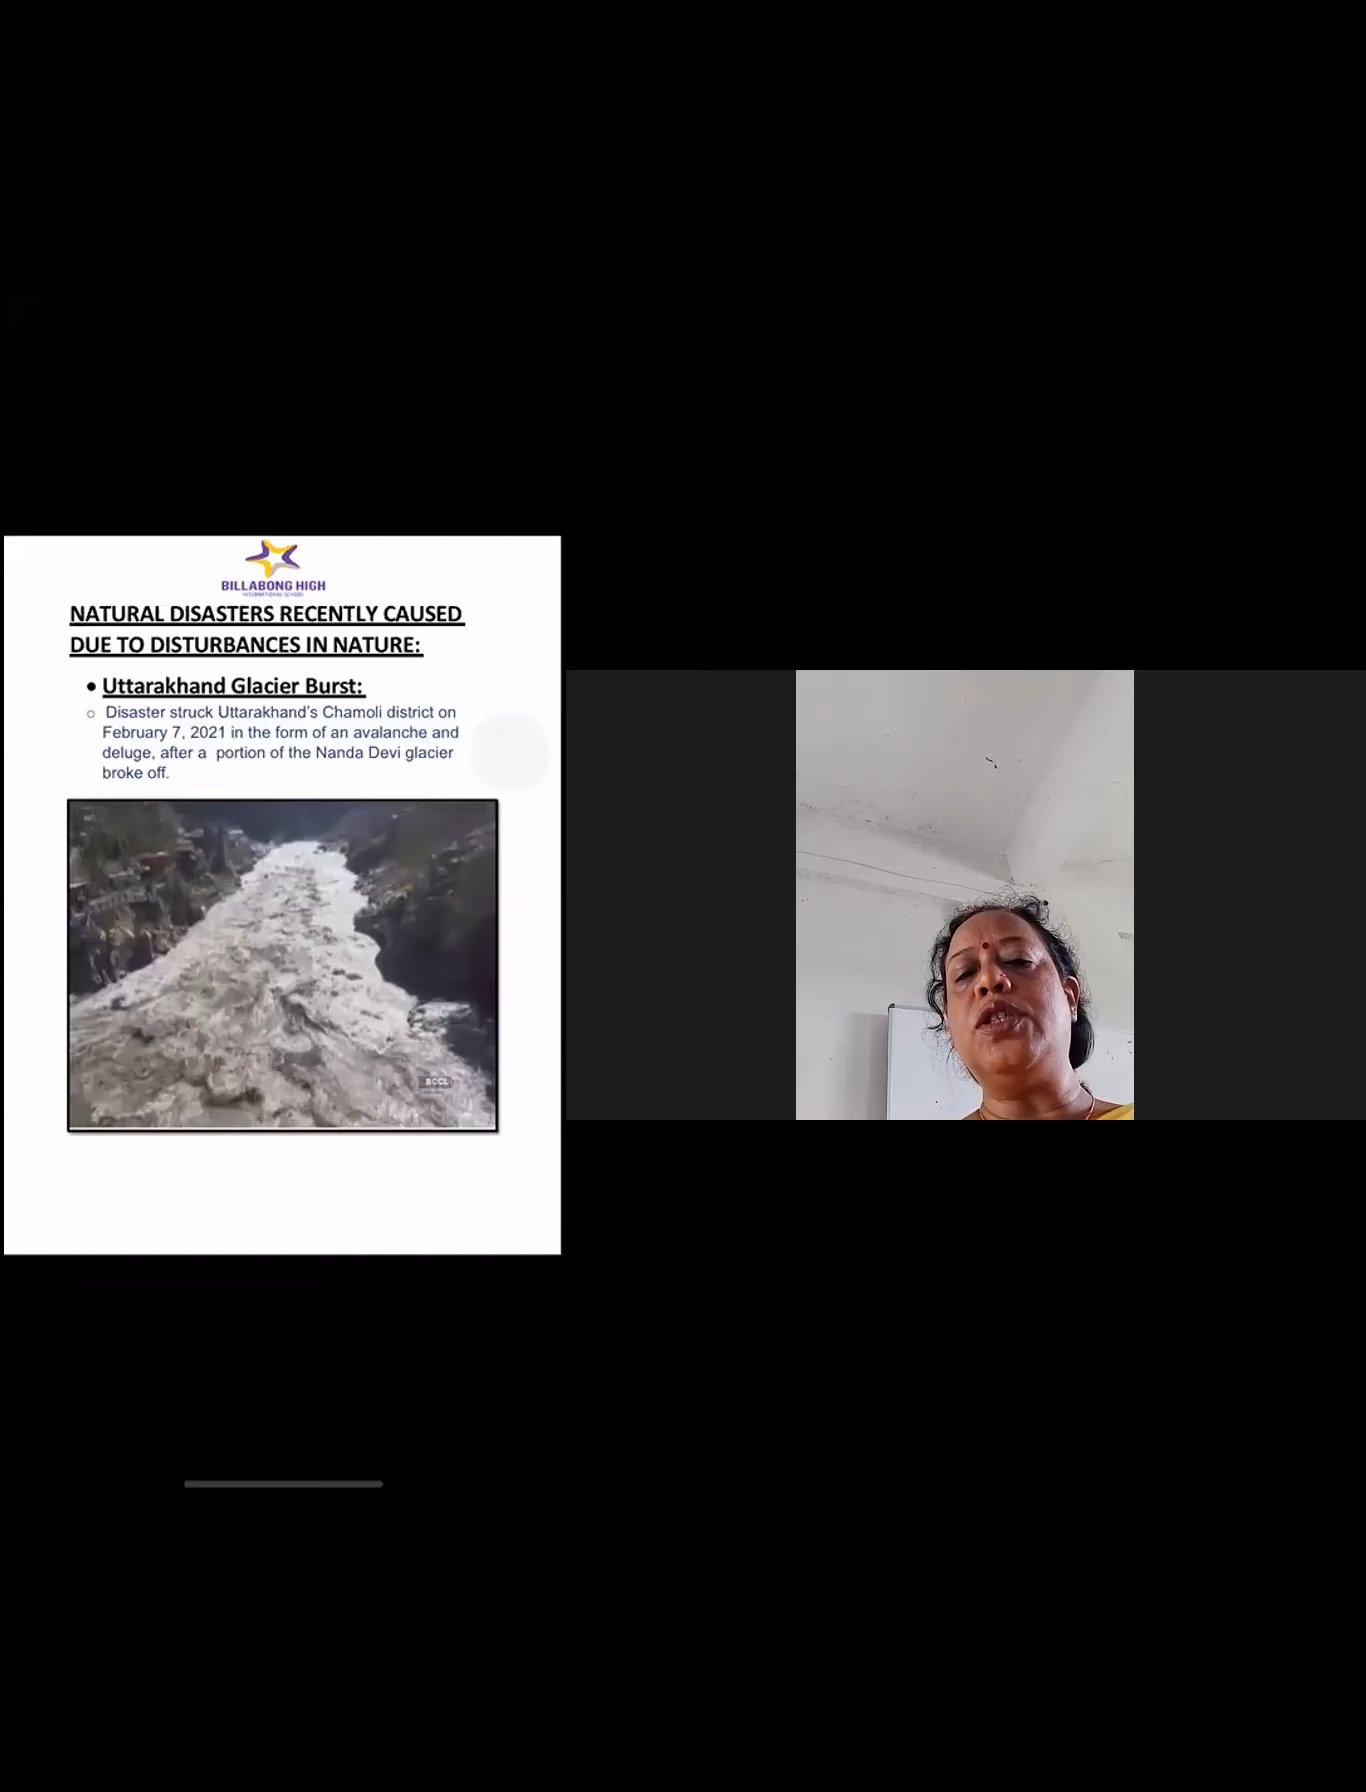 BILLABONG HIGH
INTERNATIONAL SCHOOL
NATURAL DISASTERS RECENTLY CAUSED
DUE TO DISTURBANCES IN NATURE:
• Uttarakhand Glacier Burst:
○ Disaster struck Uttarakhand's Chamoli district on
February 7, 2021 in the form of an avalanche and
deluge, after a portion of the Nanda Devi glacier
broke off.
BCCL